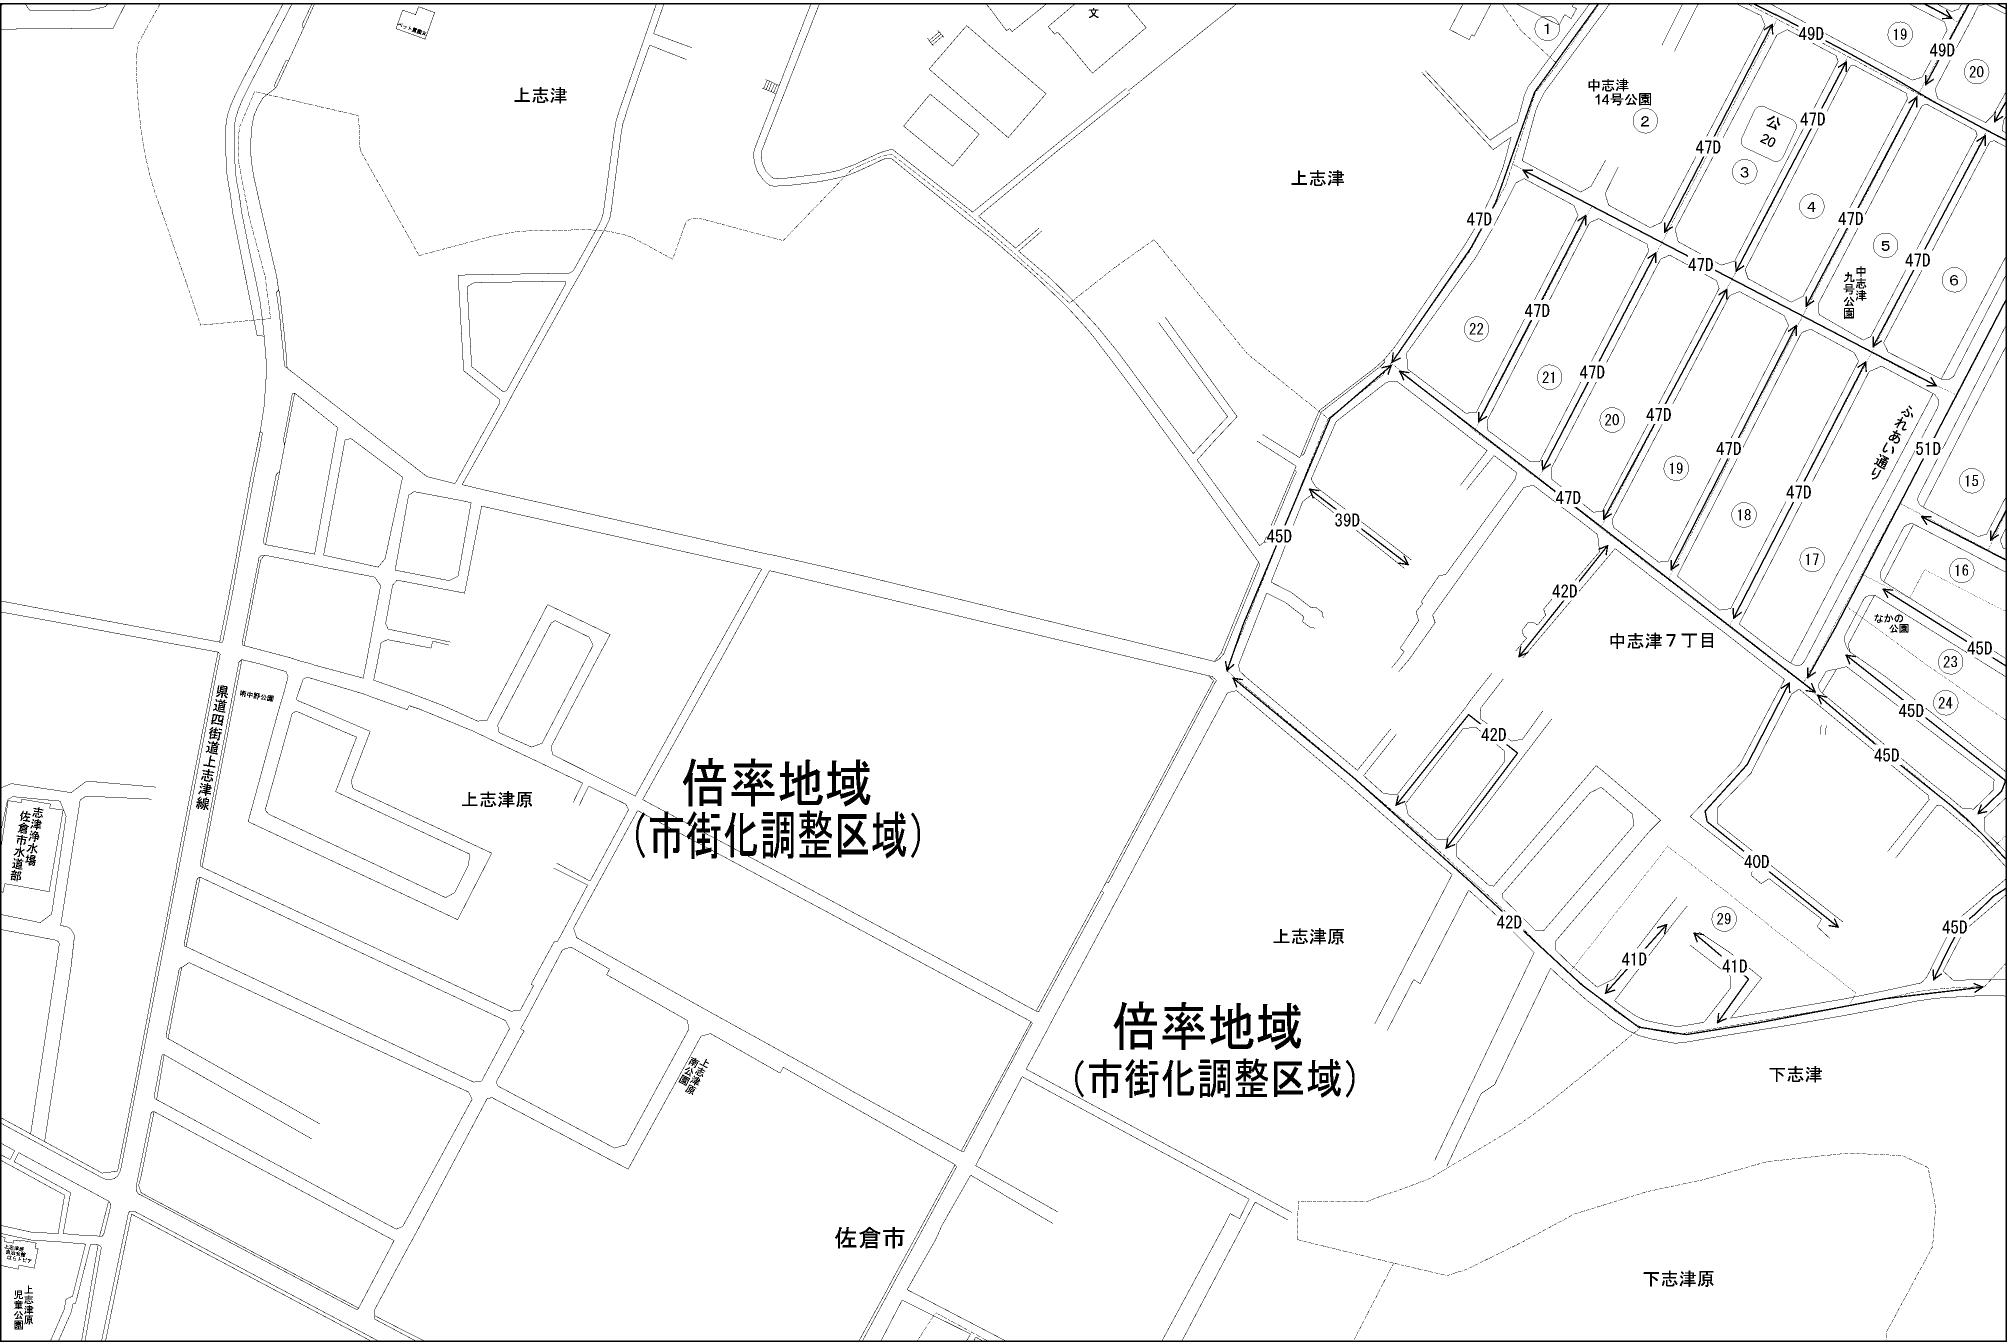 ペット霊園天
文
①
49D
⑲
49D
⑳
上志津
中志津
14号公園
②
公
20
47D
47D
③
上志津
④
47D
47D
⑤
47D
47D
中志津
九号公園
⑥
47D
㉒
47D
㉑
47D
⑳
47D
⑲
47D
⑱
47D
⑰
ふれあい通り
51D
⑮
47D
45D
39D
42D
⑯
なかの
公園
中志津7丁目
45D
㉓
㉔
45D
45D
県道四街道上志津線
南中野公園
42D
倍率地域
(市街化調整区域)
上志津原
志津浄水場
佐倉市水道部
40D
㉙
42D
41D
41D
45D
上志津原
倍率地域
(市街化調整区域)
上志津原
南公園
下志津
佐倉市
下志津原
上志津原
児童公園